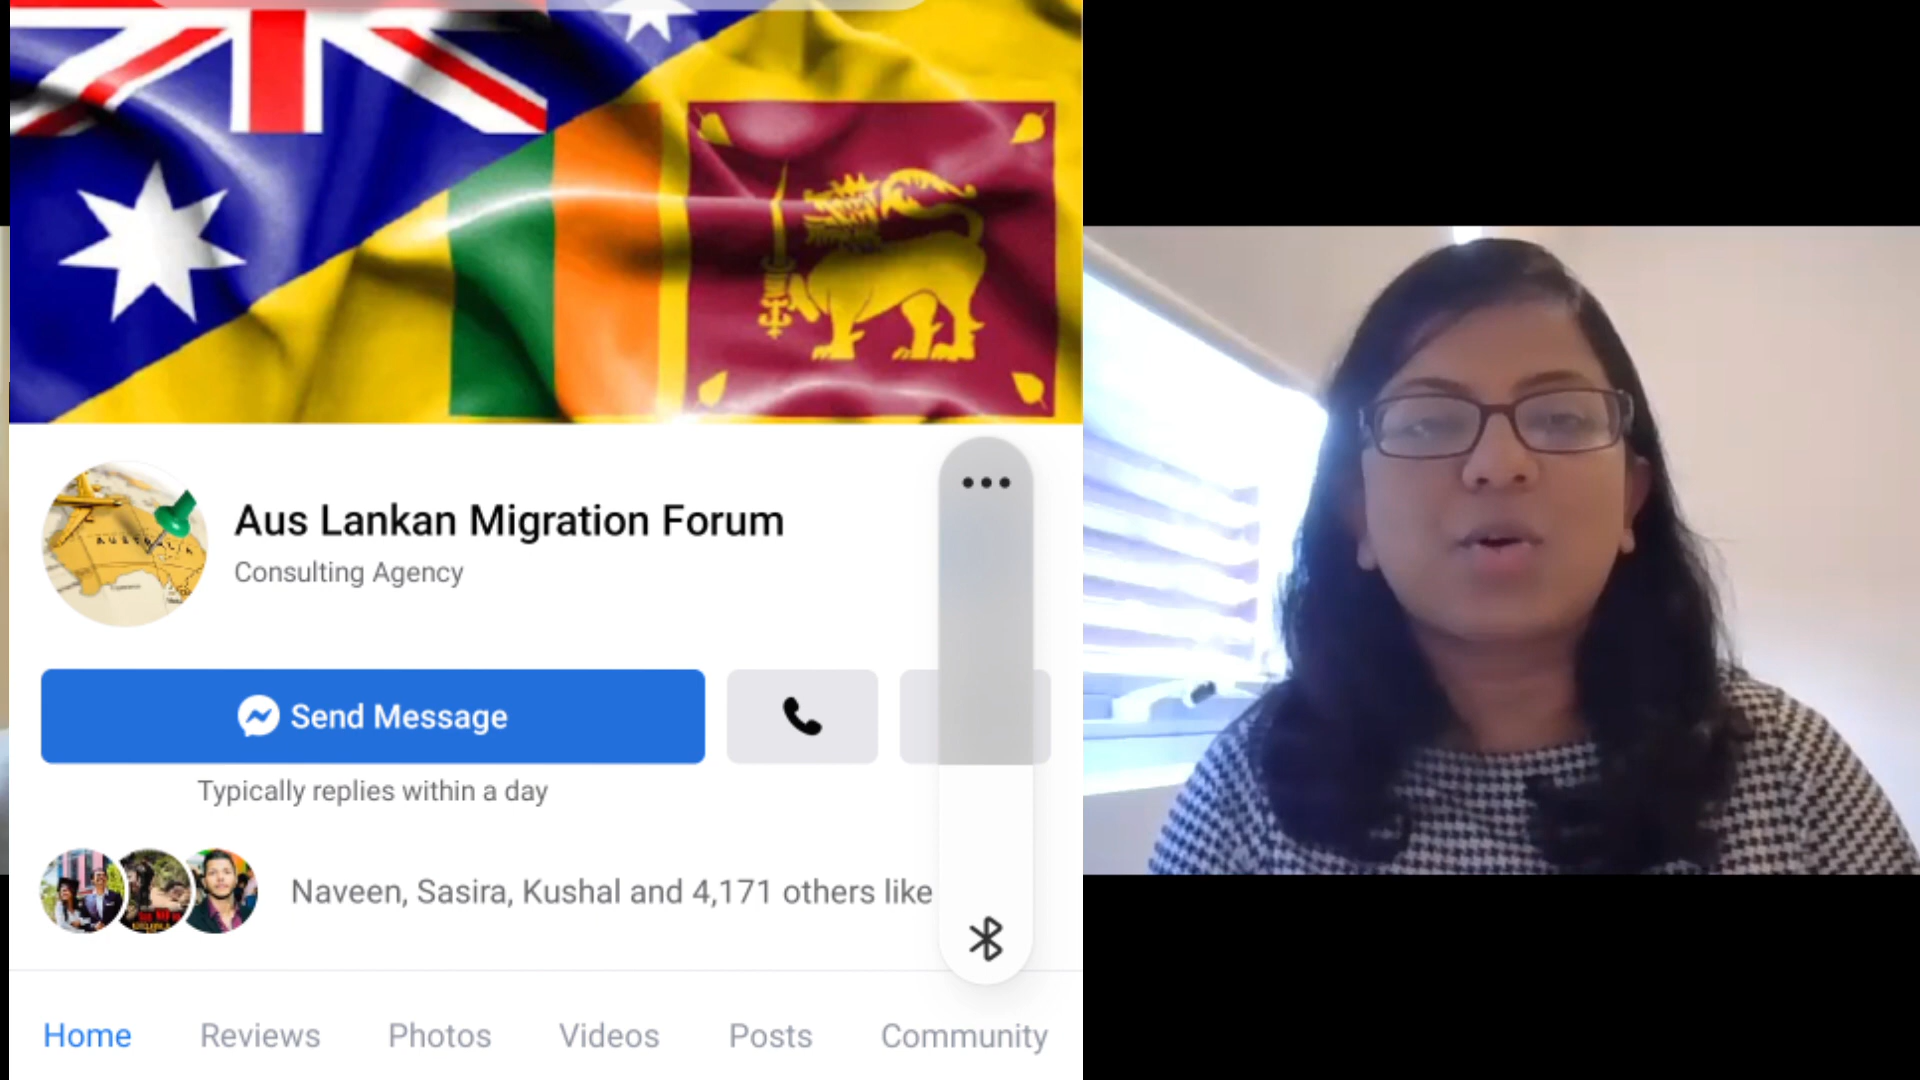 AUSTRALIA
Aus Lankan Migration Forum
Consulting Agency
Send Message
Typically replies within a day
Naveen, Sasira, Kushal and 4,171 others like
Home Reviews Photos Videos Posts Community